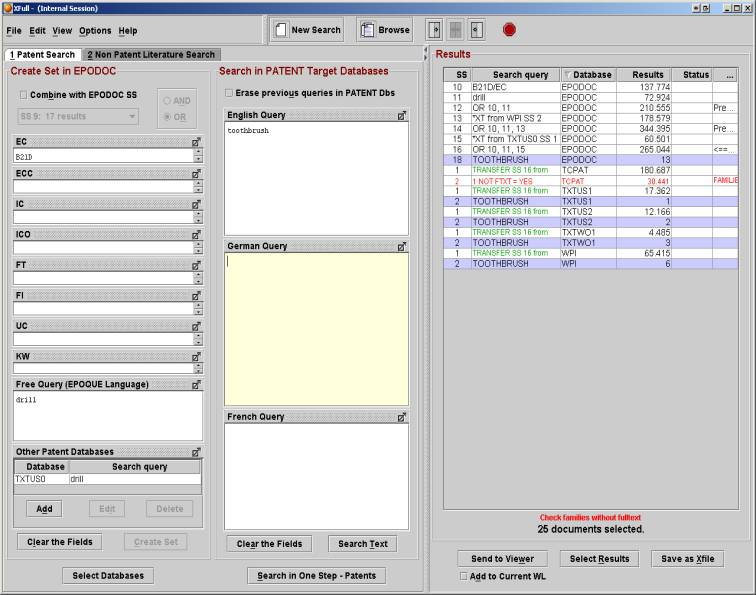 XFull - (Internal Session)
File Edit View Options Help
New Search
Browse
1 Patent Search
2 Non Patent Literature Search
Create Set in EPODOC
Combine with EPODOC SS
SS 9: 17 results
AND
OR
EC
B21D
ECC
IC
ICO
FT
FI
UC
KW
Free Query (EPOQUE Language)
drill
Other Patent Databases
Database Search query
TXTUS0 drill
Add Edit Delete
Clear the Fields Create Set
Select Databases
Search in PATENT Target Databases
Erase previous queries in PATENT Dbs
English Query
toothbrush
German Query
French Query
Clear the Fields Search Text
Search in One Step - Patents
Results
SS Search query Database Results Status ...
10 B21D/EC EPODOC 137.774
11 drill EPODOC 72.924
12 OR 10, 11 EPODOC 210.555 Pre...
13 *XT from WPI SS 2 EPODOC 178.579
14 OR 10, 11, 13 EPODOC 344.395 Pre...
15 *XT from TXTUS0 SS 1 EPODOC 60.501
16 OR 10, 11, 15 EPODOC 265.044 <==...
18 TOOTHBRUSH EPODOC 13
1 TRANSFER SS 16 from TCPAT 180.687
2 1 NOT FTXT = YES TCPAT 30.441 FAMILIE
1 TRANSFER SS 16 from TXTUS1 17.362
2 TOOTHBRUSH TXTUS1 1
1 TRANSFER SS 16 from TXTUS2 12.166
2 TOOTHBRUSH TXTUS2 2
1 TRANSFER SS 16 from TXTWO1 4.485
2 TOOTHBRUSH TXTWO1 3
1 TRANSFER SS 16 from WPI 65.415
2 TOOTHBRUSH WPI 6
Check families without fulltext
25 documents selected.
Send to Viewer Select Results Save as Xfile
Add to Current WL